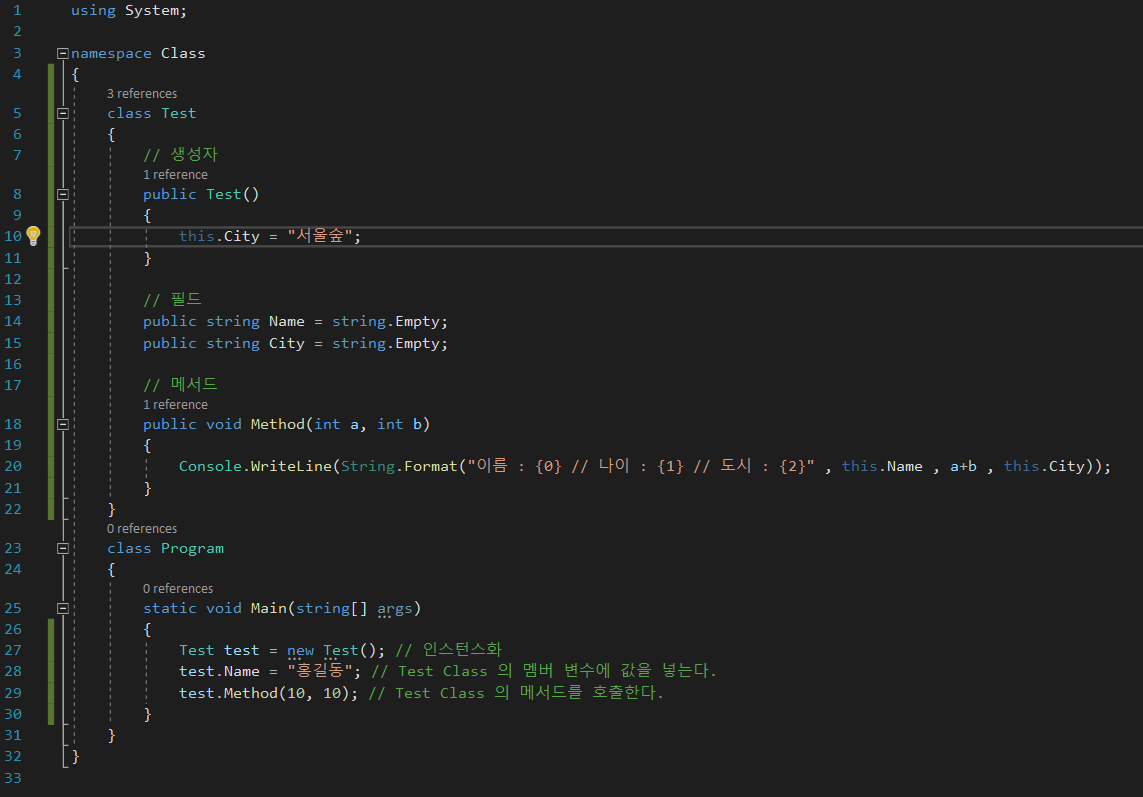 1 using System;
2
3 namespace Class
4 {
3 references
5 class Test
6 {
7 // 생성자
1 reference
8 public Test()
9 {
10 this.City = "서울숲";
11 }
12
13 // 필드
14 public string Name = string.Empty;
15 public string City = string.Empty;
16
17 // 메서드
1 reference
18 public void Method(int a, int b)
19 {
20 Console.WriteLine(String.Format("이름 : {0} // 나이 : {1} // 도시 : {2}" , this.Name , a+b , this.City));
21 }
22 }
0 references
23 class Program
24 {
0 references
25 static void Main(string[] args)
26 {
27 Test test = new Test(); // 인스턴스화
28 test.Name = "홍길동"; // Test Class 의 멤버 변수에 값을 넣는다.
29 test.Method(10, 10); // Test Class 의 메서드를 호출한다.
30 }
31 }
32 }
33